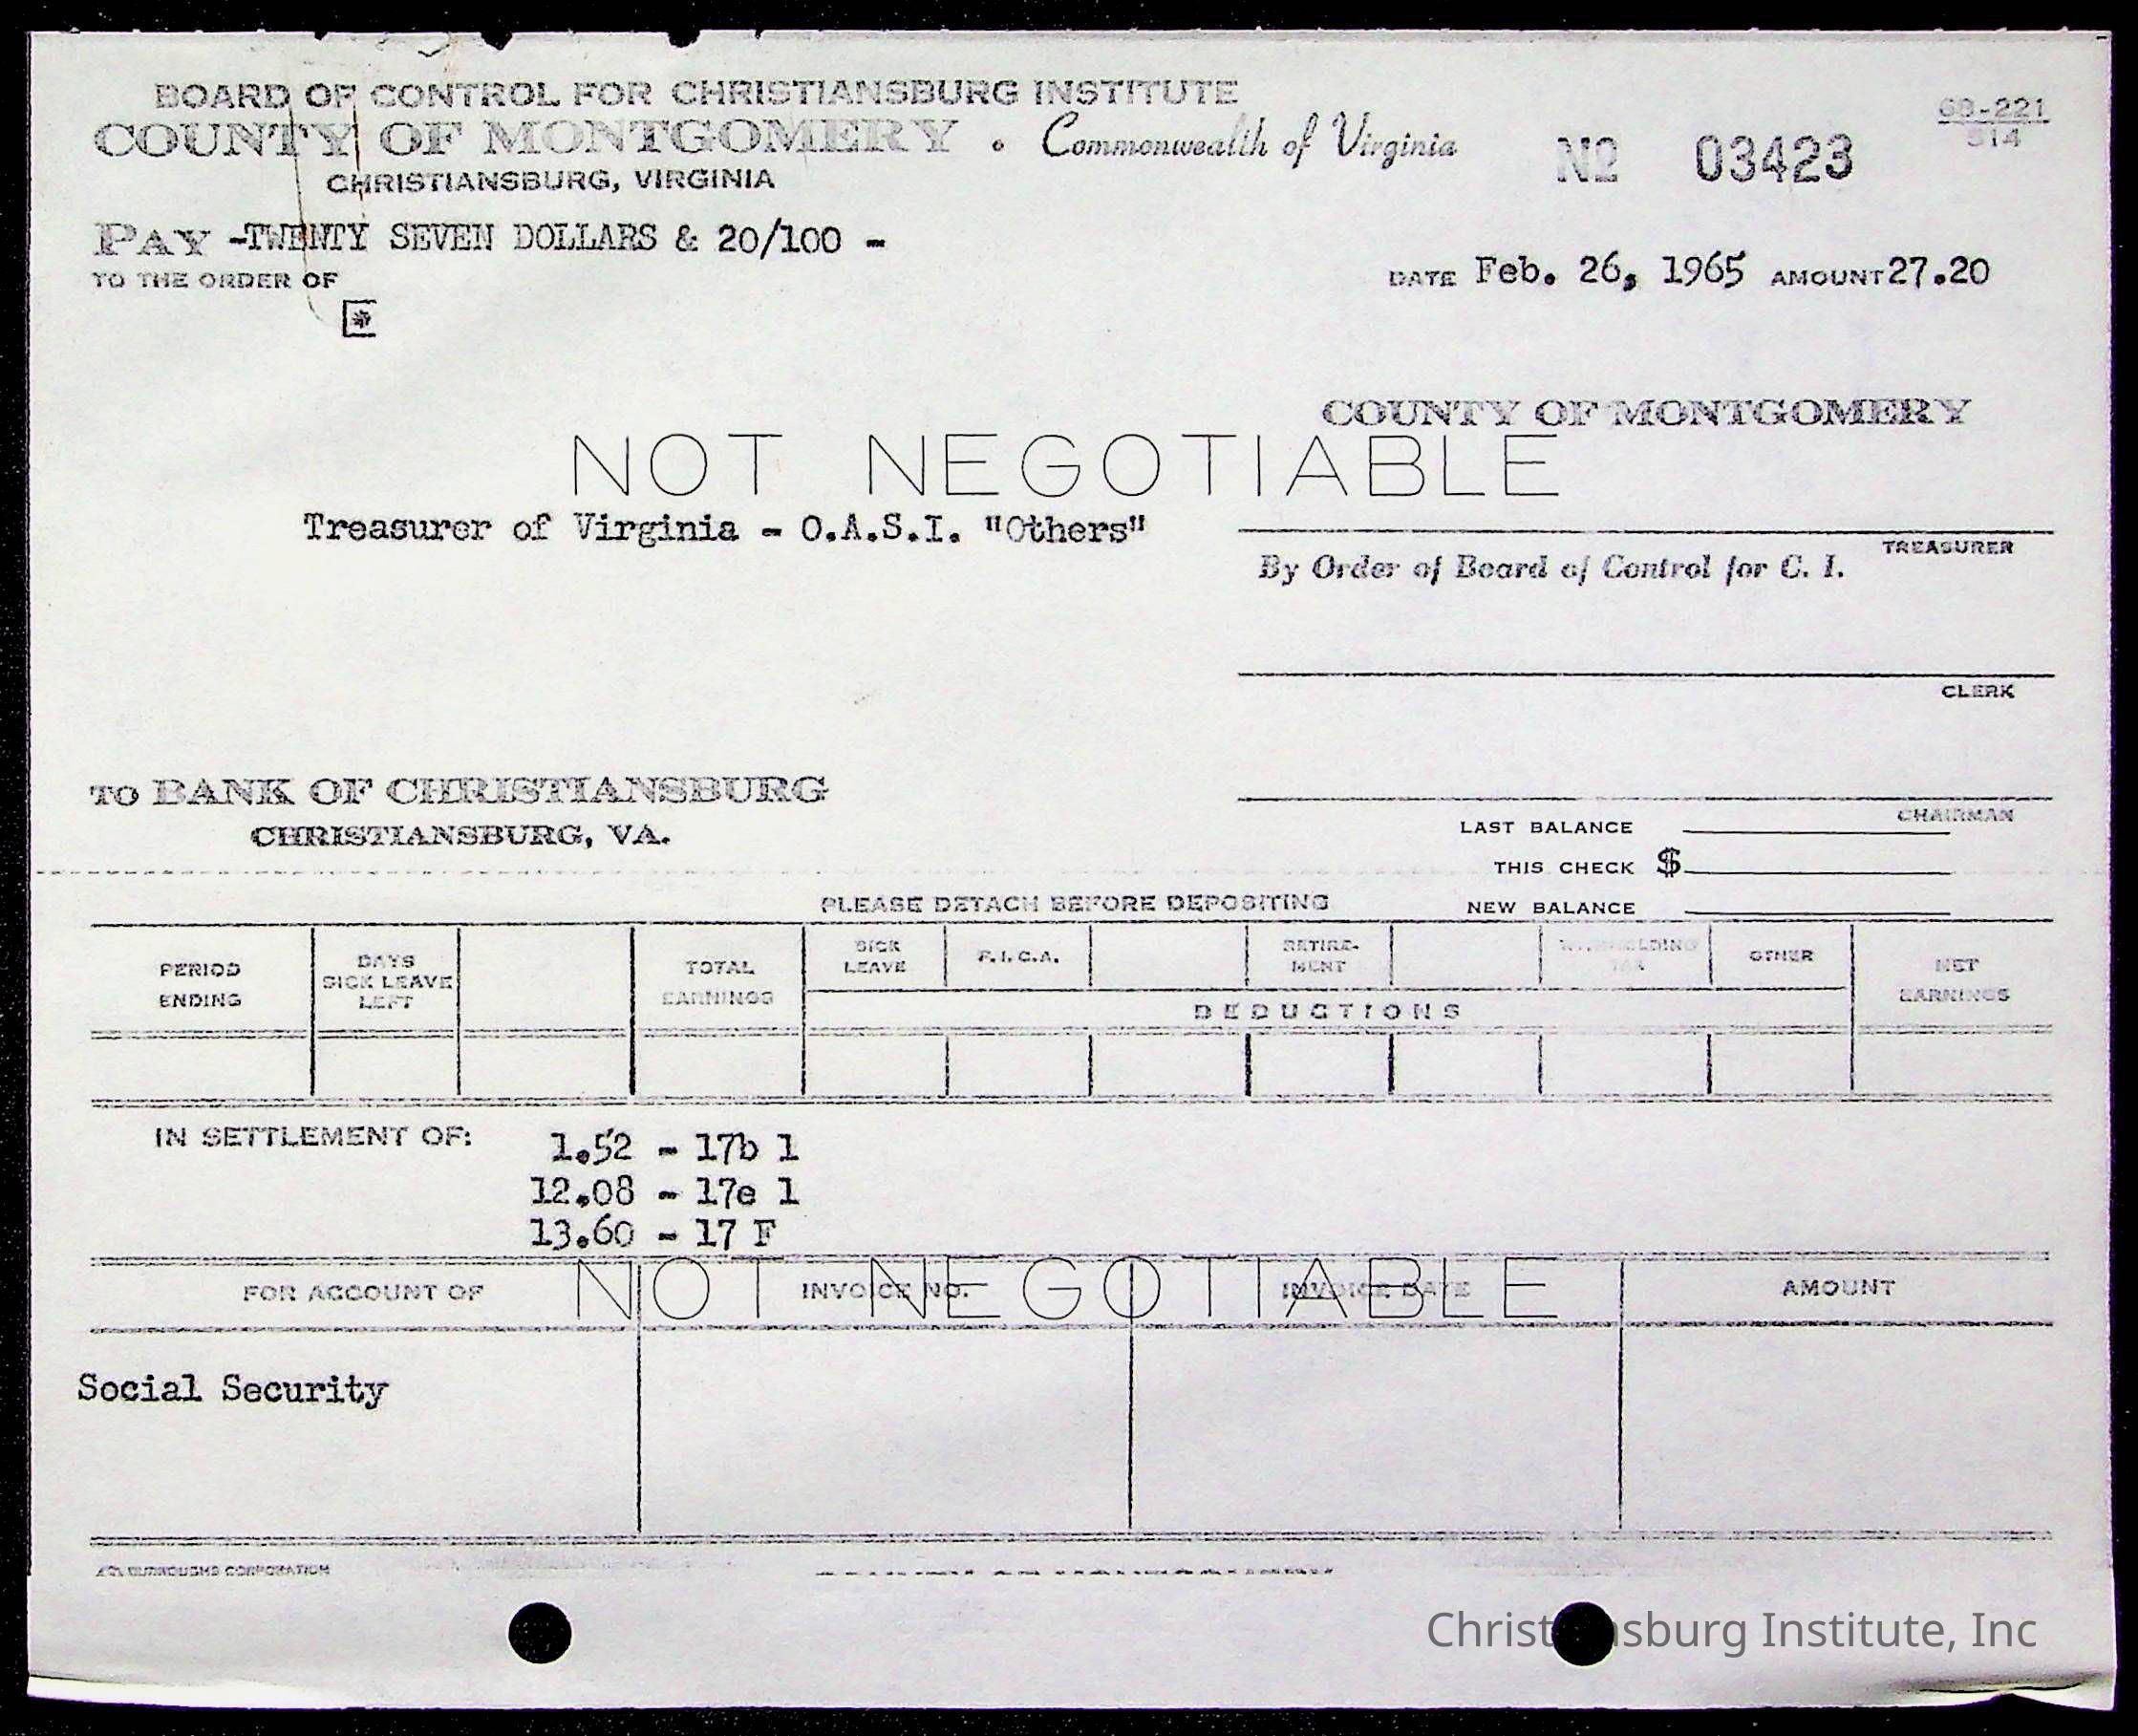 BOARD OF CONTROL FOR CHRISTIANSBURG INSTITUTE
COUNTY OF MONTGOMERY • Commonwealth of Virginia
CHRISTIANSBURG, VIRGINIA
No 03423
68-221
514
PAY -TWENTY SEVEN DOLLARS & 20/100 -
TO THE ORDER OF
DATE Feb. 26, 1965 AMOUNT 27.20
COUNTY OF MONTGOMERY
NOT NEGOTIABLE
Treasurer of Virginia - O.A.S.I. "Others"
TREASURER
By Order of Board of Control for C. I.
CLERK
TO BANK OF CHRISTIANSBURG
CHRISTIANSBURG, VA.
CHAIRMAN
LAST BALANCE
THIS CHECK $
NEW BALANCE
PLEASE DETACH BEFORE DEPOSITING
PERIOD ENDING DAYS SICK LEAVE LEFT TOTAL EARNINGS SICK LEAVE F.I.C.A. RETIRE-MENT WITHHOLDING TAX OTHER NET EARNINGS
DEDUCTIONS
IN SETTLEMENT OF: 1.52 - 17b 1
12.08 - 17e 1
13.60 - 17 F
NOT NEGOTIABLE
FOR ACCOUNT OF INVOICE NO. INVOICE DATE AMOUNT
Social Security
BURROUGHS CORPORATION
Christiansburg Institute, Inc